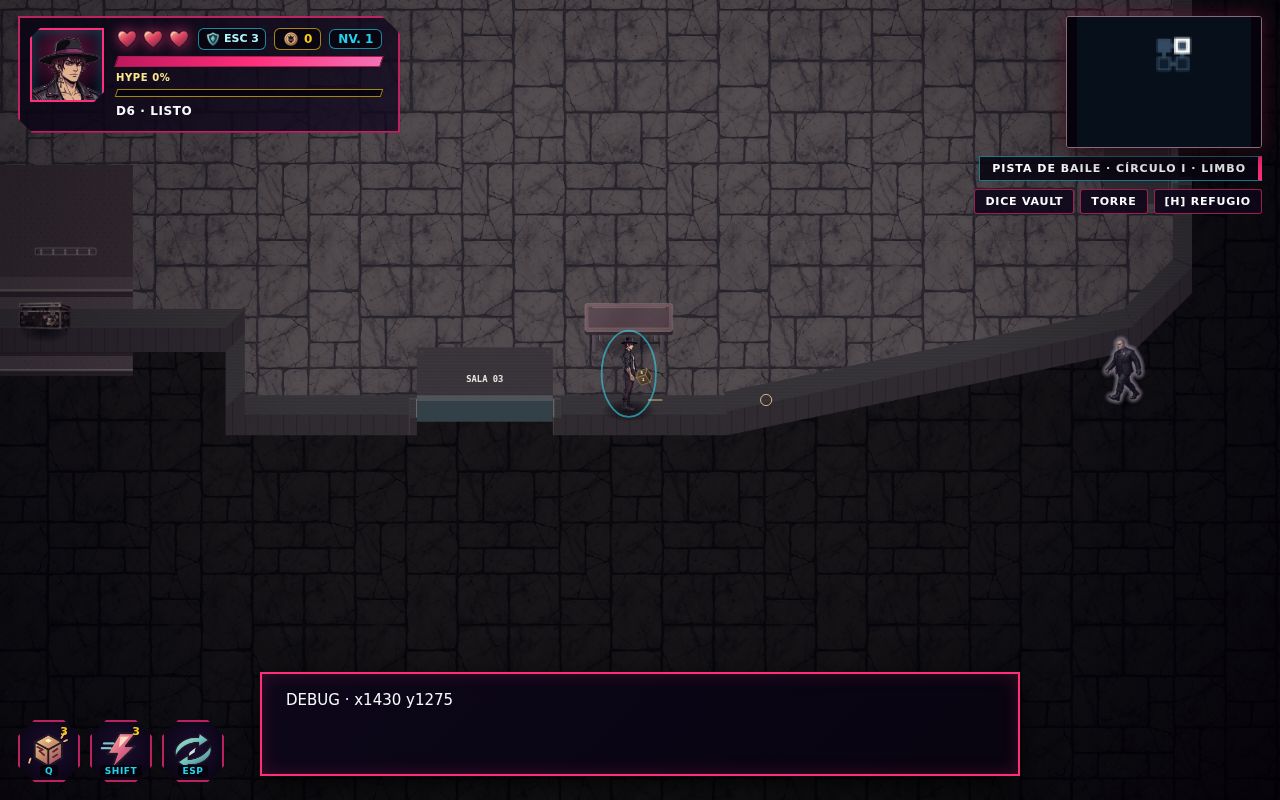 ESC 3
0
NV. 1
HYPE 0%
D6 · LISTO
PISTA DE BAILE · CÍRCULO I · LIMBO
DICE VAULT
TORRE
[H] REFUGIO
SALA 03
DEBUG · x1430 y1275
3
Q
3
SHIFT
ESP